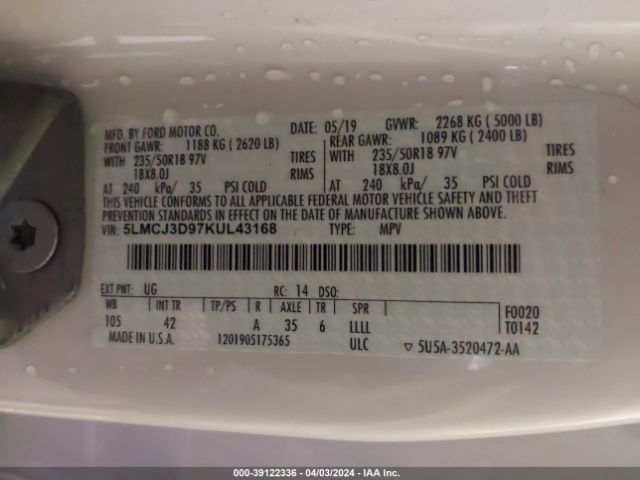 MFD. BY FORD MOTOR CO. DATE: 05/19 GVWR: 2268 KG ( 5000 LB)
FRONT GAWR: 1188 KG ( 2620 LB) REAR GAWR: 1089 KG ( 2400 LB)
WITH 235/50R18 97V TIRES WITH 235/50R18 97V TIRES
18X8.0J RIMS 18X8.0J RIMS
AT 240 kPa/ 35 PSI COLD AT 240 kPa/ 35 PSI COLD
THIS VEHICLE CONFORMS TO ALL APPLICABLE FEDERAL MOTOR VEHICLE SAFETY AND THEFT
PREVENTION STANDARDS IN EFFECT ON THE DATE OF MANUFACTURE SHOWN ABOVE.
VIN: 5LMCJ3D97KUL43168 TYPE: MPV
EXT PNT: UG RC: 14 DSO:
WB INT TR TP/PS R AXLE TR SPR F0020
105 42 A 35 6 LLLL T0142
MADE IN U.S.A. 1201905175365 ULC ▽ 5U5A-3520472-AA
000-39122336 - 04/03/2024 - IAA Inc.